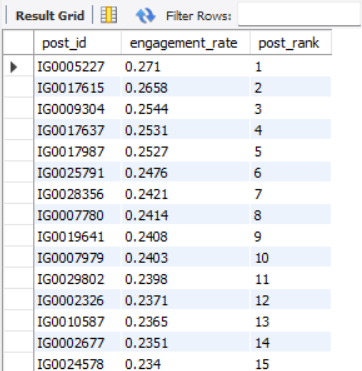 Result Grid Filter Rows:
post_id engagement_rate post_rank
IG0005227 0.271 1
IG0017615 0.2658 2
IG0009304 0.2544 3
IG0017637 0.2531 4
IG0017987 0.2527 5
IG0025791 0.2476 6
IG0028356 0.2421 7
IG0007780 0.2414 8
IG0019641 0.2408 9
IG0007979 0.2403 10
IG0029802 0.2398 11
IG0002326 0.2371 12
IG0010587 0.2365 13
IG0002677 0.2351 14
IG0024578 0.234 15